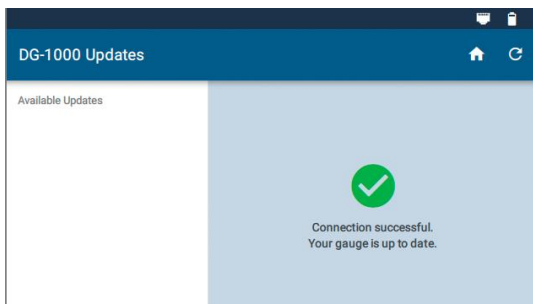 DG-1000 Updates
Available Updates
Connection successful.
Your gauge is up to date.